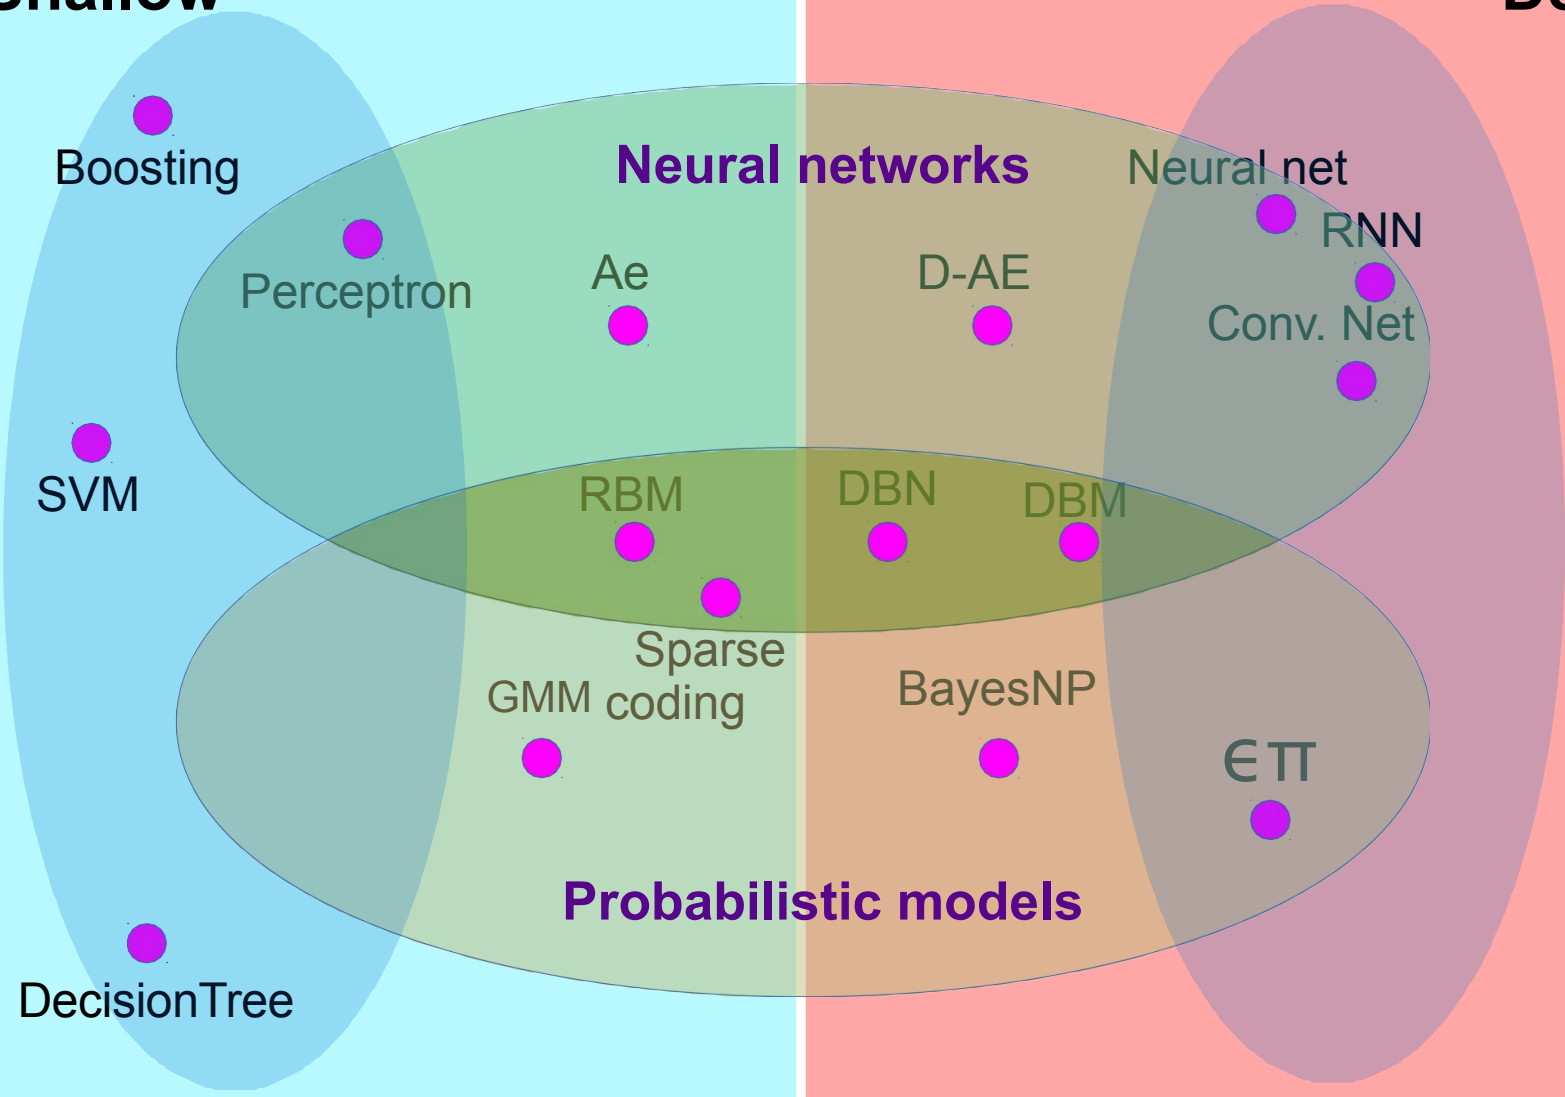 Boosting
Neural networks
Neural net
RNN
Perceptron
Ae
D-AE
Conv. Net
SVM
RBM
DBN
DBM
Sparse
coding
GMM
BayesNP
ϵπ
Probabilistic models
DecisionTree